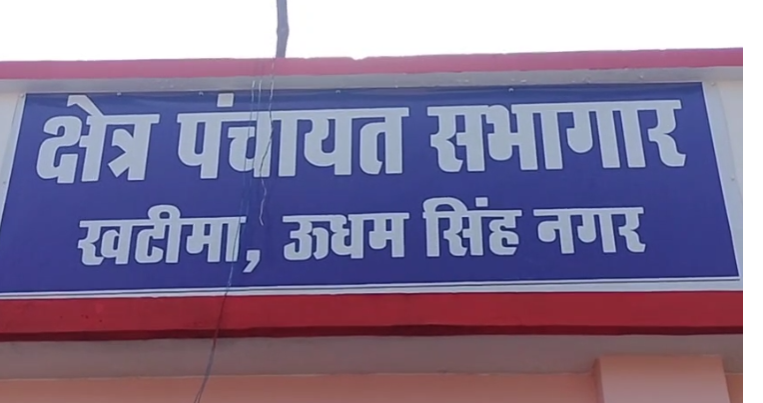 क्षेत्र पंचायत सभागार
खटीमा, ऊधम सिंह नगर